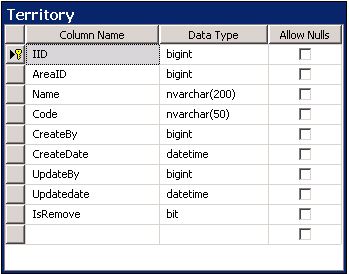 Territory
Column Name Data Type Allow Nulls
IID bigint
AreaID bigint
Name nvarchar(200)
Code nvarchar(50)
CreateBy bigint
CreateDate datetime
UpdateBy bigint
Updatedate datetime
IsRemove bit